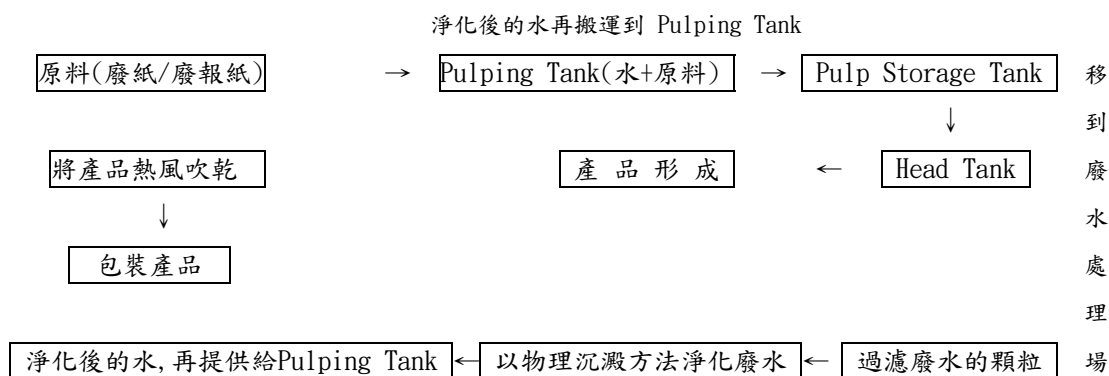 淨化後的水再搬運到 Pulping Tank
原料(廢紙/廢報紙) → Pulping Tank(水+原料) → Pulp Storage Tank
↓
將產品熱風吹乾 產 品 形 成 ← Head Tank
↓
包裝產品
移到廢水處理場
淨化後的水,再提供給Pulping Tank ← 以物理沉澱方法淨化廢水 ← 過濾廢水的顆粒